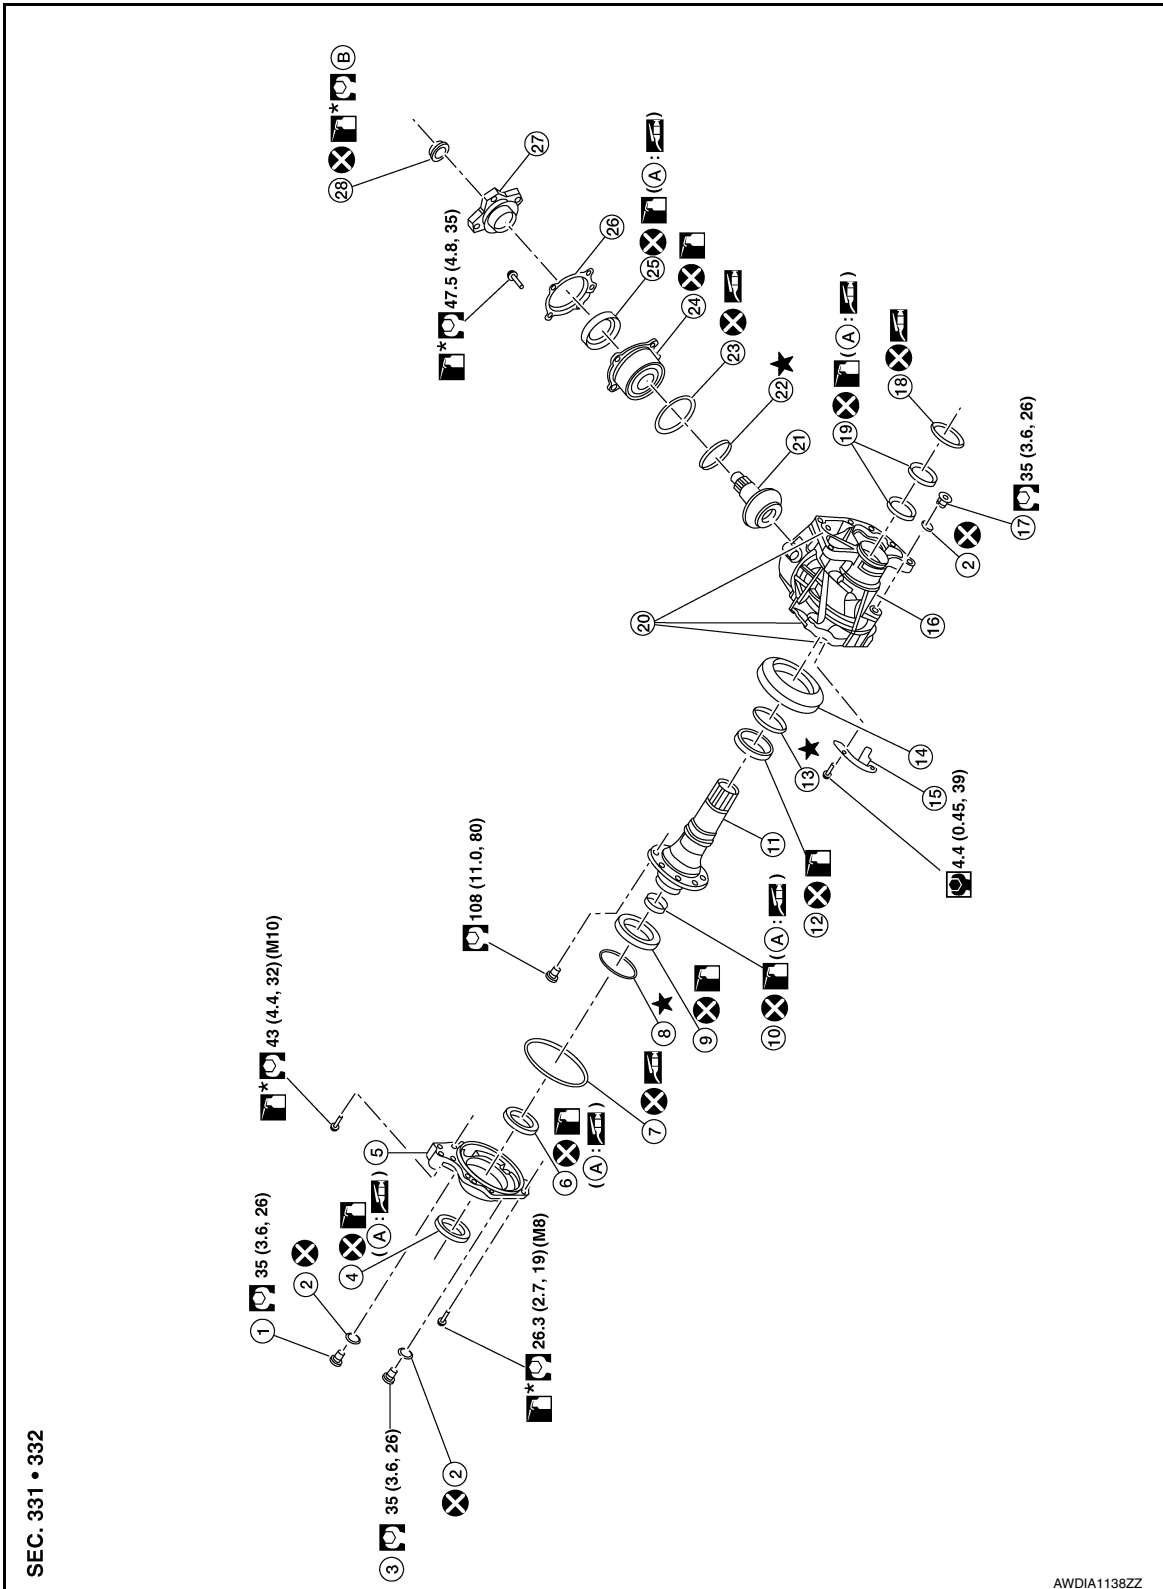 SEC. 331 • 332
1 35 (3.6, 26)
2
3 35 (3.6, 26)
2
* 26.3 (2.7, 19) (M8)
4
(A : )
5
* 43 (4.4, 32) (M10)
6
(A : )
7
8 ★
9
10 (A : )
108 (11.0, 80)
11
12
13 ★
14
15
4.4 (0.45, 39)
16
17 35 (3.6, 26)
2
18
19 (A : )
20
21
22 ★
23
24
25 (A : )
26
* 47.5 (4.8, 35)
27
28 * B
AWDIA1138ZZ